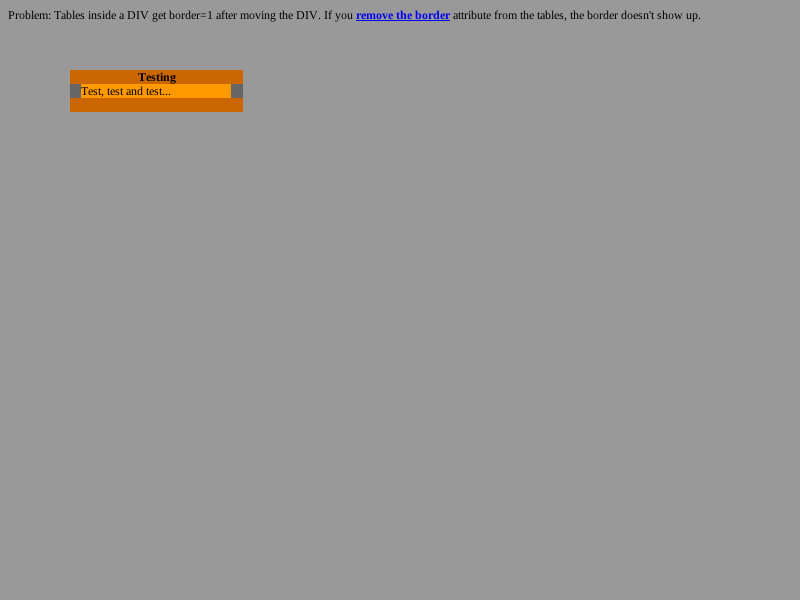 Problem: Tables inside a DIV get border=1 after moving the DIV. If you remove the border attribute from the tables, the border doesn't show up.
Testing
Test, test and test...